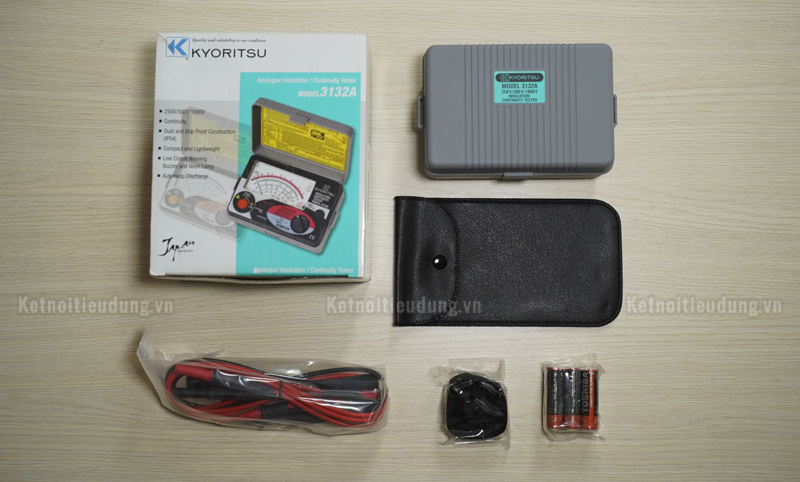 Quality and reliability is our tradition
KYORITSU
Analogue Insulation / Continuity Tester
MODEL 3132A
• 250V/500V/1000V
• Continuity
• Dust and Drip Proof Construction
(IP54)
• Compact and Lightweight
• Live Circuit Warning
Buzzer and Neon Lamp
• Automatic Discharge
Japan
Analogue Insulation / Continuity Tester
KYORITSU
MODEL 3132A
250V/500V/1000V
INSULATION
CONTINUITY TESTER
Ketnoitieudung.vn
Ketnoitieudung.vn
Ketnoitieudung.vn
TOSHIBA